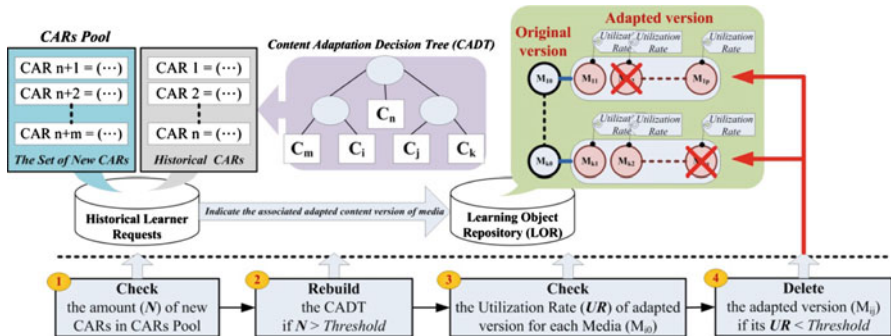 CARs Pool
CAR n+1 = (⋯)
CAR n+2 = (⋯)
CAR n+m = (⋯)
The Set of New CARs
CAR 1 = (⋯)
CAR 2 = (⋯)
CAR n = (⋯)
Historical CARs
Content Adaptation Decision Tree (CADT)
Cn
Cm
Ci
Cj
Ck
Original version
Adapted version
Utilization Rate
Utilization Rate
Utilization Rate
M10
M11
M1p
Utilization Rate
Utilization Rate
Utilization Rate
Mk0
Mk1
Mk2
Historical Learner Requests
Indicate the associated adapted content version of media
Learning Object Repository (LOR)
1
Check
the amount (N) of new
CARs in CARs Pool
2
Rebuild
the CADT
if N > Threshold
3
Check
the Utilization Rate (UR) of adapted
version for each Media (Mi0)
4
Delete
the adapted version (Mij)
if its UR < Threshold